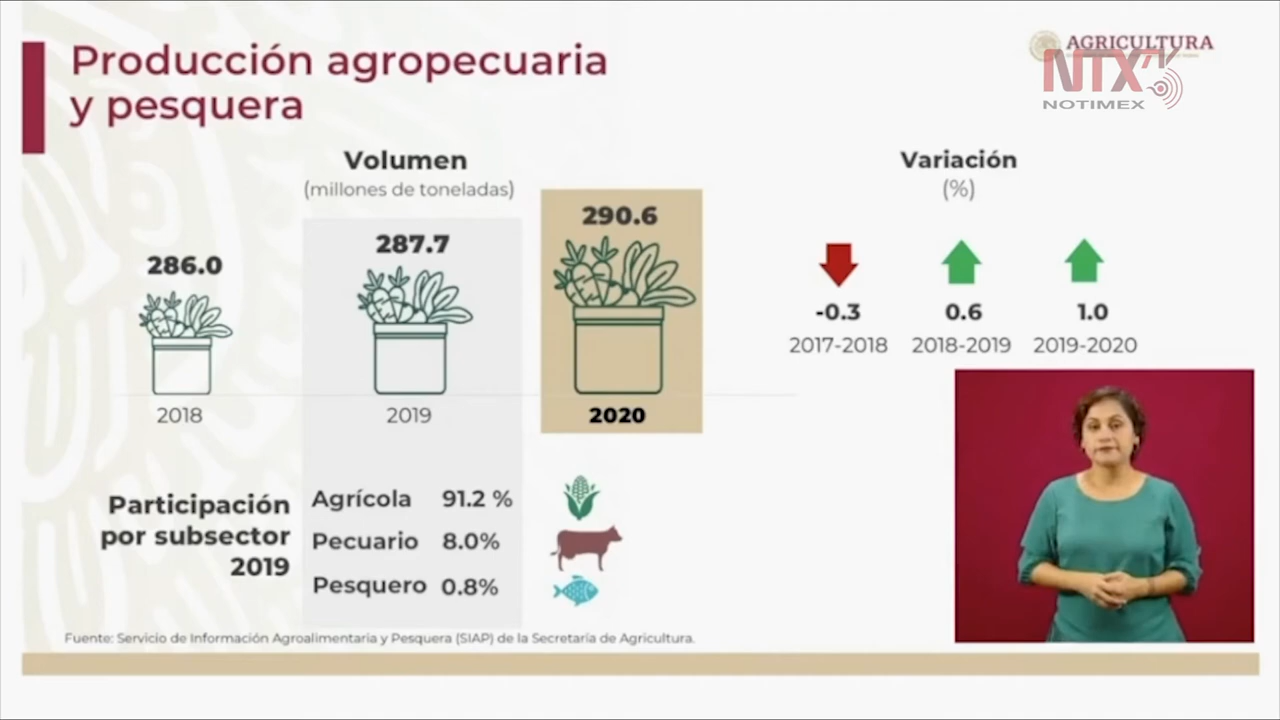 Producción agropecuaria
y pesquera
AGRICULTURA
NTX
NOTIMEX
Volumen
(millones de toneladas)
286.0
287.7
290.6
2018
2019
2020
Variación
(%)
-0.3
0.6
1.0
2017-2018
2018-2019
2019-2020
Participación
por subsector
2019
Agrícola 91.2 %
Pecuario 8.0%
Pesquero 0.8%
Fuente: Servicio de Información Agroalimentaria y Pesquera (SIAP) de la Secretaría de Agricultura.